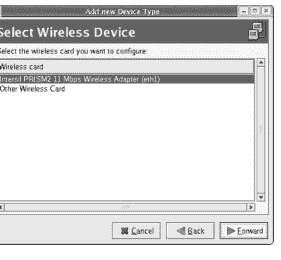 Add new Device Type
Select Wireless Device
Select the wireless card you want to configure:
Wireless card
Intersil PRISM2 11 Mbps Wireless Adapter (eth1)
Other Wireless Card
Cancel
Back
Forward